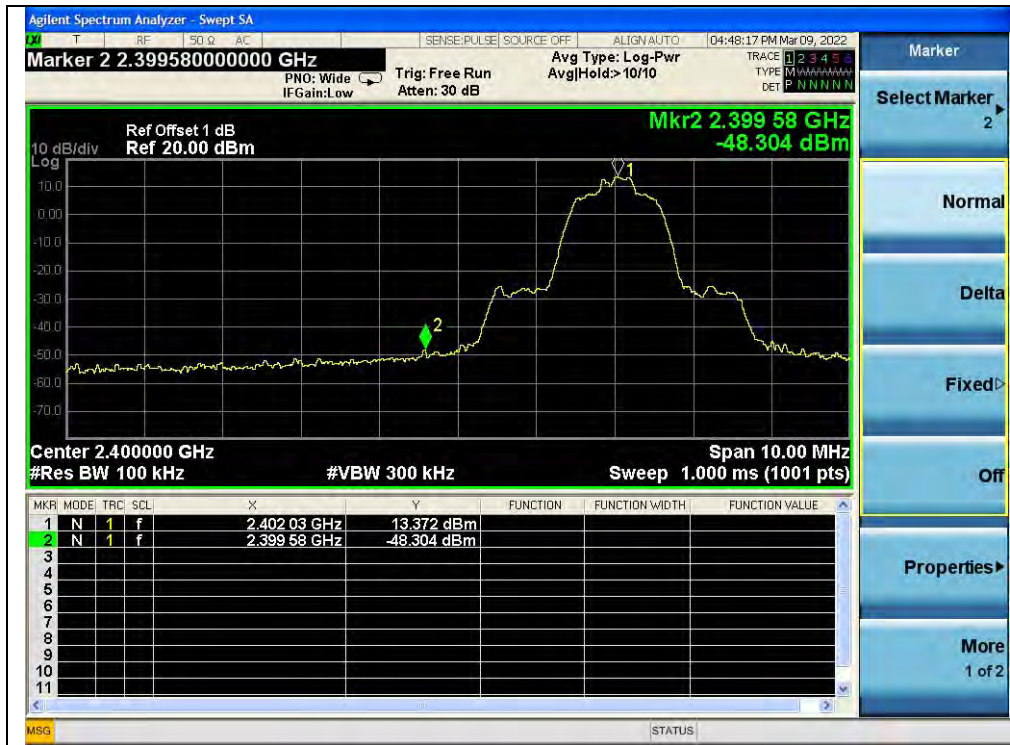 Agilent Spectrum Analyzer - Swept SA
LXI T RF 50 Ω AC SENSE:PULSE SOURCE OFF ALIGN AUTO 04:48:17 PM Mar 09, 2022
Marker 2 2.399580000000 GHz
PNO: Wide Trig: Free Run
IFGain:Low Atten: 30 dB
Avg Type: Log-Pwr
Avg|Hold:>10/10
TRACE 1 2 3 4 5 6
TYPE M
DET P N N N N N
Ref Offset 1 dB
10 dB/div Ref 20.00 dBm
Log
Mkr2 2.399 58 GHz
-48.304 dBm
10.0
0.00
-10.0
-20.0
-30.0
-40.0
-50.0
-60.0
-70.0
1
2
Center 2.400000 GHz Span 10.00 MHz
#Res BW 100 kHz #VBW 300 kHz Sweep 1.000 ms (1001 pts)
MKR MODE TRC SCL X Y FUNCTION FUNCTION WIDTH FUNCTION VALUE
1 N 1 f 2.402 03 GHz 13.372 dBm
2 N 1 f 2.399 58 GHz -48.304 dBm
3
4
5
6
7
8
9
10
11
MSG STATUS
Marker
Select Marker
2
Normal
Delta
Fixed
Off
Properties
More
1 of 2